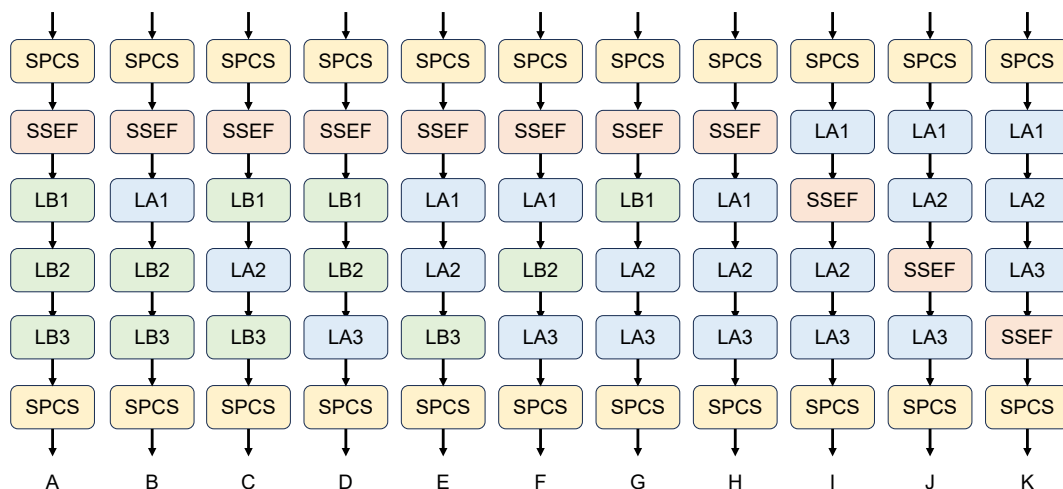 SPCS SPCS SPCS SPCS SPCS SPCS SPCS SPCS SPCS SPCS SPCS
SSEF SSEF SSEF SSEF SSEF SSEF SSEF SSEF LA1 LA1 LA1
LB1 LA1 LB1 LB1 LA1 LA1 LB1 LA1 SSEF LA2 LA2
LB2 LB2 LA2 LB2 LA2 LB2 LA2 LA2 LA2 SSEF LA3
LB3 LB3 LB3 LA3 LB3 LA3 LA3 LA3 LA3 LA3 SSEF
SPCS SPCS SPCS SPCS SPCS SPCS SPCS SPCS SPCS SPCS SPCS
A B C D E F G H I J K